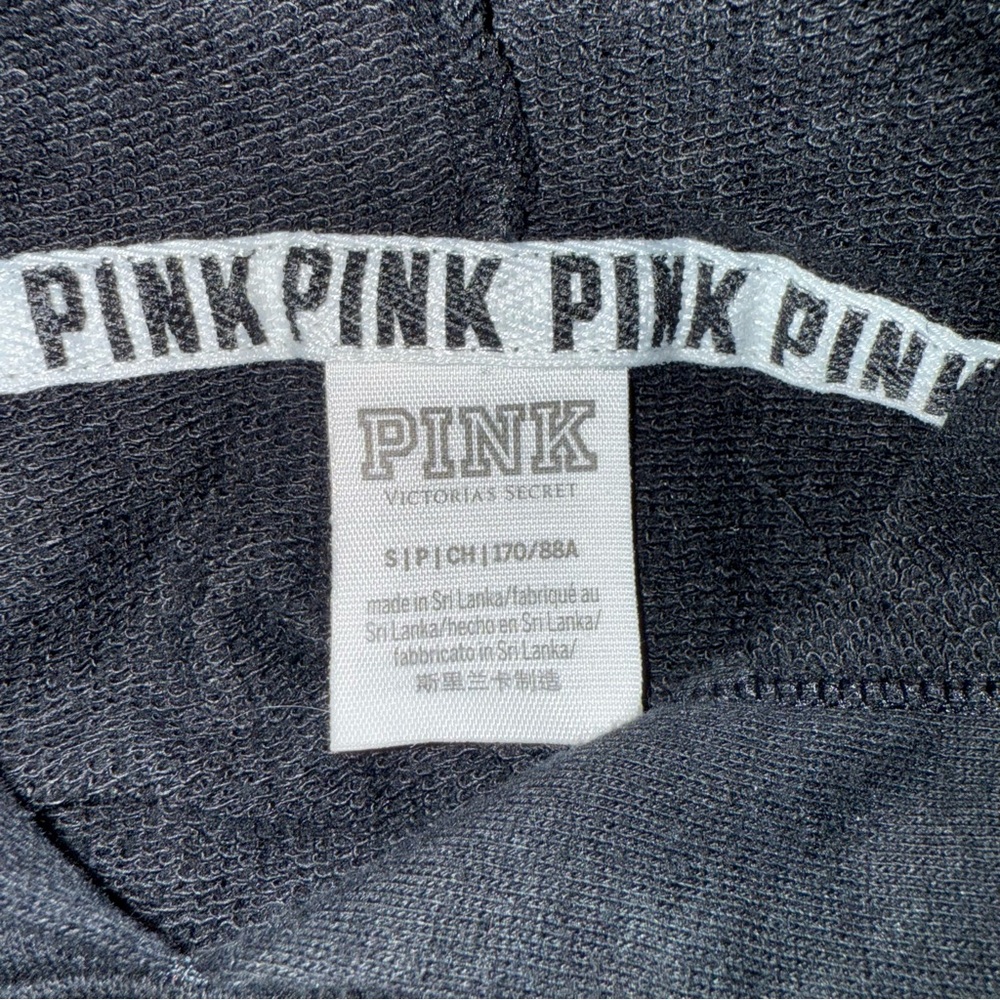 PINK PINK PINK PINK
PINK
VICTORIA'S SECRET
S | P | CH | 170/88A
made in Sri Lanka/fabriqué au
Sri Lanka/hecho en Sri Lanka/
fabbricato in Sri Lanka/
斯里兰卡制造